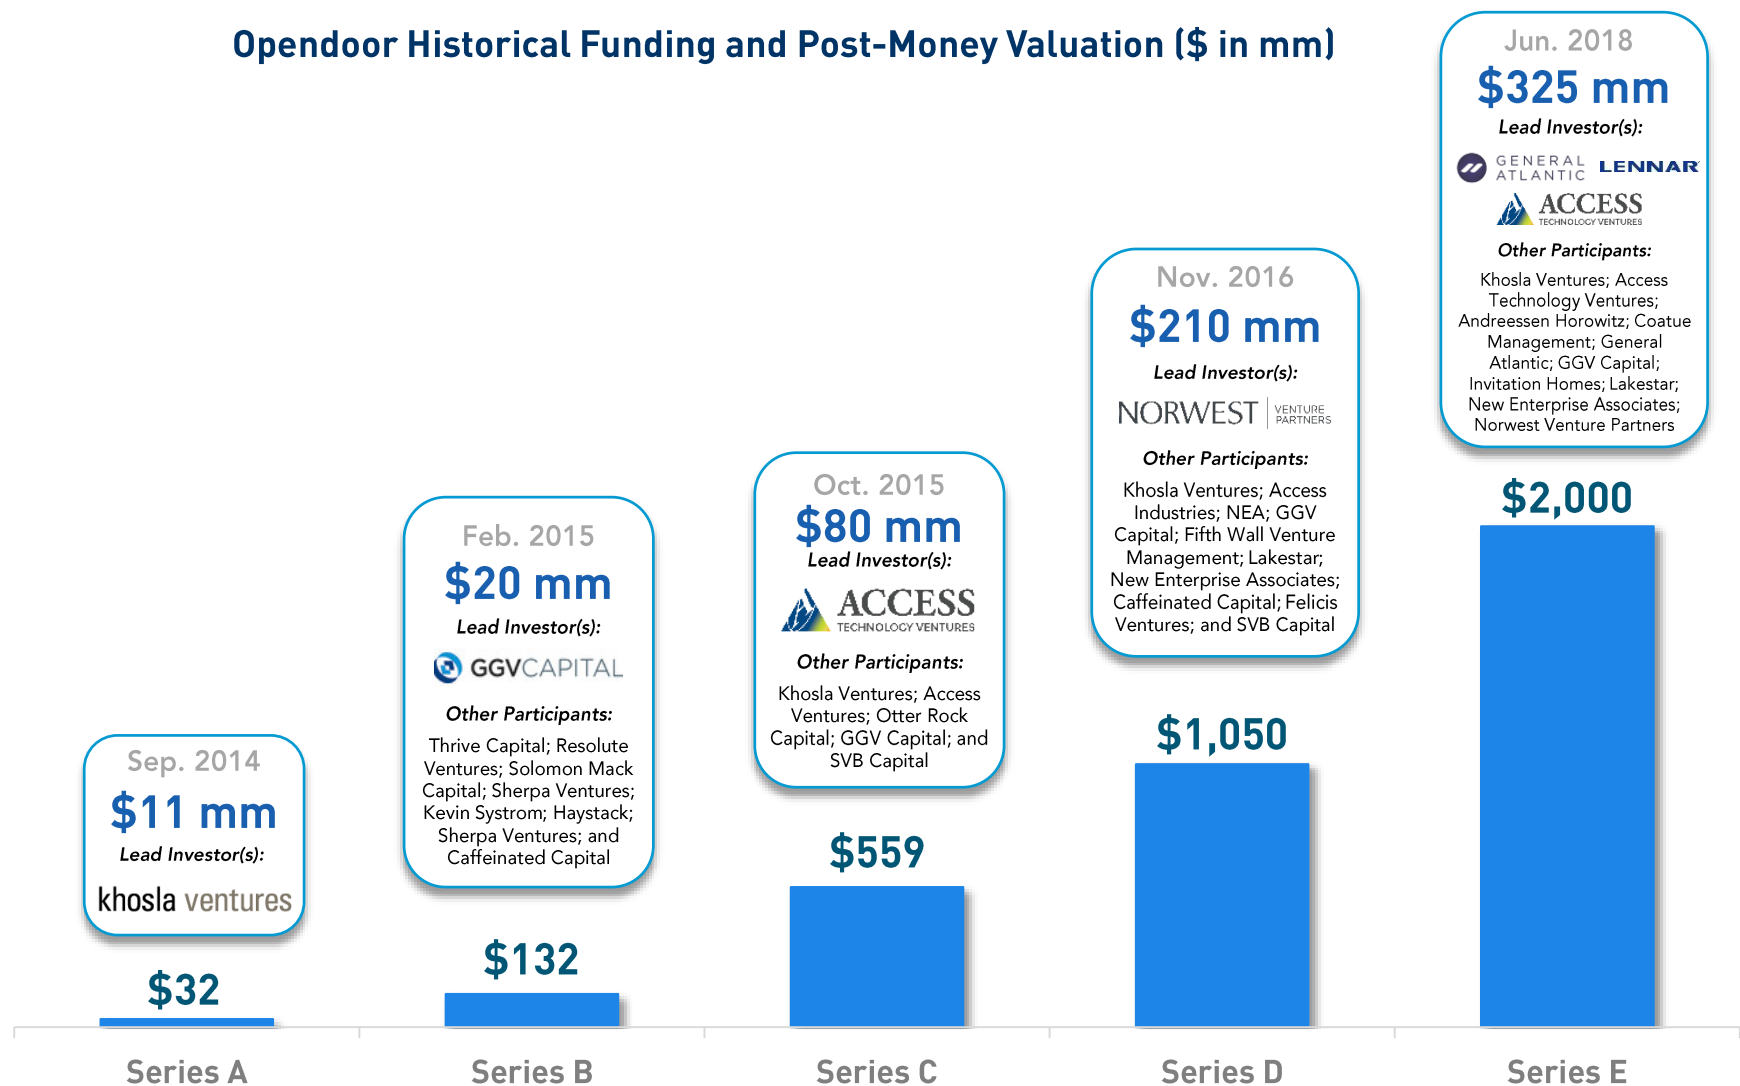 Opendoor Historical Funding and Post-Money Valuation ($ in mm)
Sep. 2014
$11 mm
Lead Investor(s):
khosla ventures
$32
Series A
Feb. 2015
$20 mm
Lead Investor(s):
GGVCAPITAL
Other Participants:
Thrive Capital; Resolute
Ventures; Solomon Mack
Capital; Sherpa Ventures;
Kevin Systrom; Haystack;
Sherpa Ventures; and
Caffeinated Capital
$132
Series B
Oct. 2015
$80 mm
Lead Investor(s):
ACCESS
TECHNOLOGY VENTURES
Other Participants:
Khosla Ventures; Access
Ventures; Otter Rock
Capital; GGV Capital; and
SVB Capital
$559
Series C
Nov. 2016
$210 mm
Lead Investor(s):
NORWEST VENTURE
PARTNERS
Other Participants:
Khosla Ventures; Access
Industries; NEA; GGV
Capital; Fifth Wall Venture
Management; Lakestar;
New Enterprise Associates;
Caffeinated Capital; Felicis
Ventures; and SVB Capital
$1,050
Series D
Jun. 2018
$325 mm
Lead Investor(s):
GENERAL
ATLANTIC
LENNAR
ACCESS
TECHNOLOGY VENTURES
Other Participants:
Khosla Ventures; Access
Technology Ventures;
Andreessen Horowitz; Coatue
Management; General
Atlantic; GGV Capital;
Invitation Homes; Lakestar;
New Enterprise Associates;
Norwest Venture Partners
$2,000
Series E